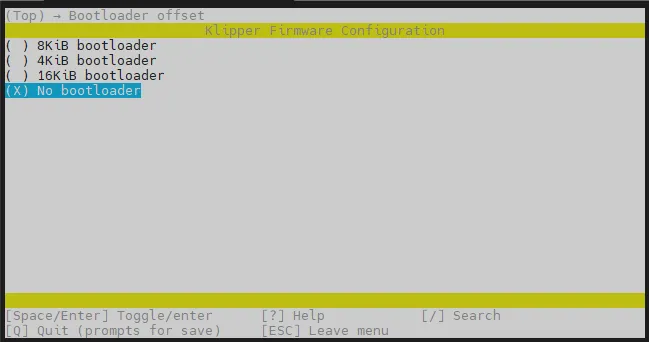 (Top) → Bootloader offset
Klipper Firmware Configuration
( ) 8KiB bootloader
( ) 4KiB bootloader
( ) 16KiB bootloader
(X) No bootloader
[Space/Enter] Toggle/enter [?] Help [/] Search
[Q] Quit (prompts for save) [ESC] Leave menu